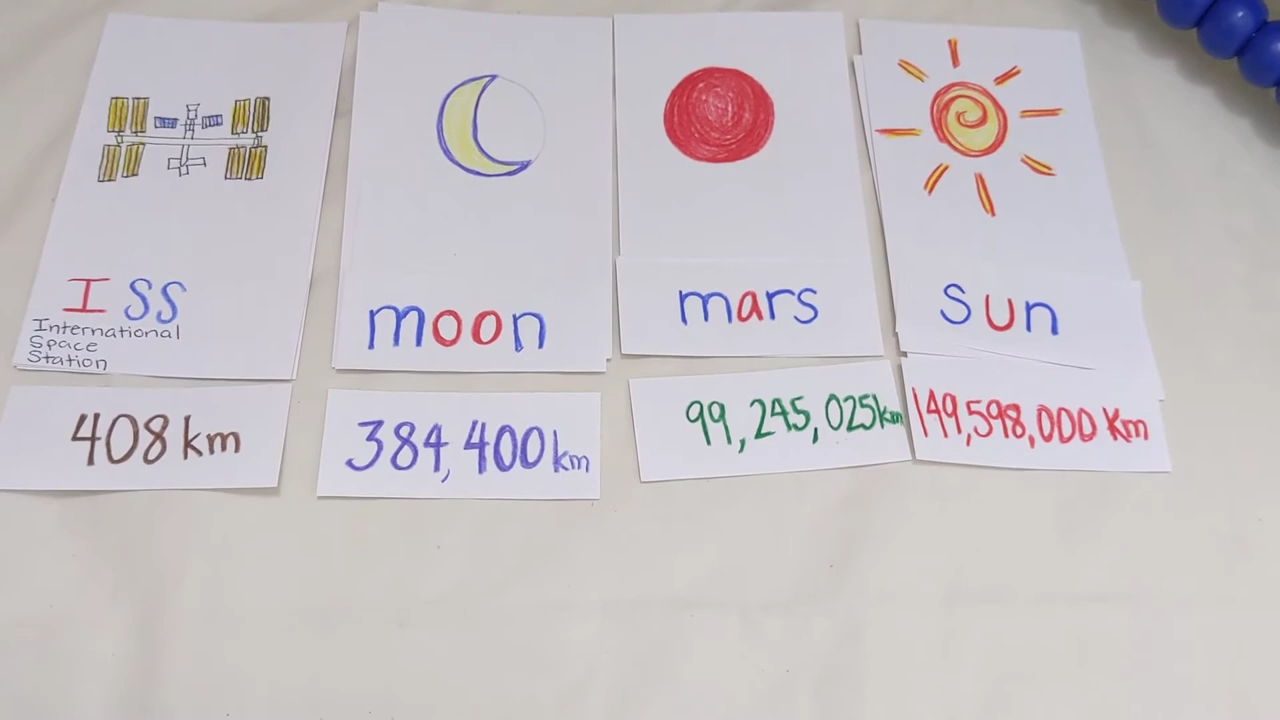 ISS
International
Space
Station
408 km
moon
384,400 km
mars
99,245,025 km
sun
149,598,000 Km